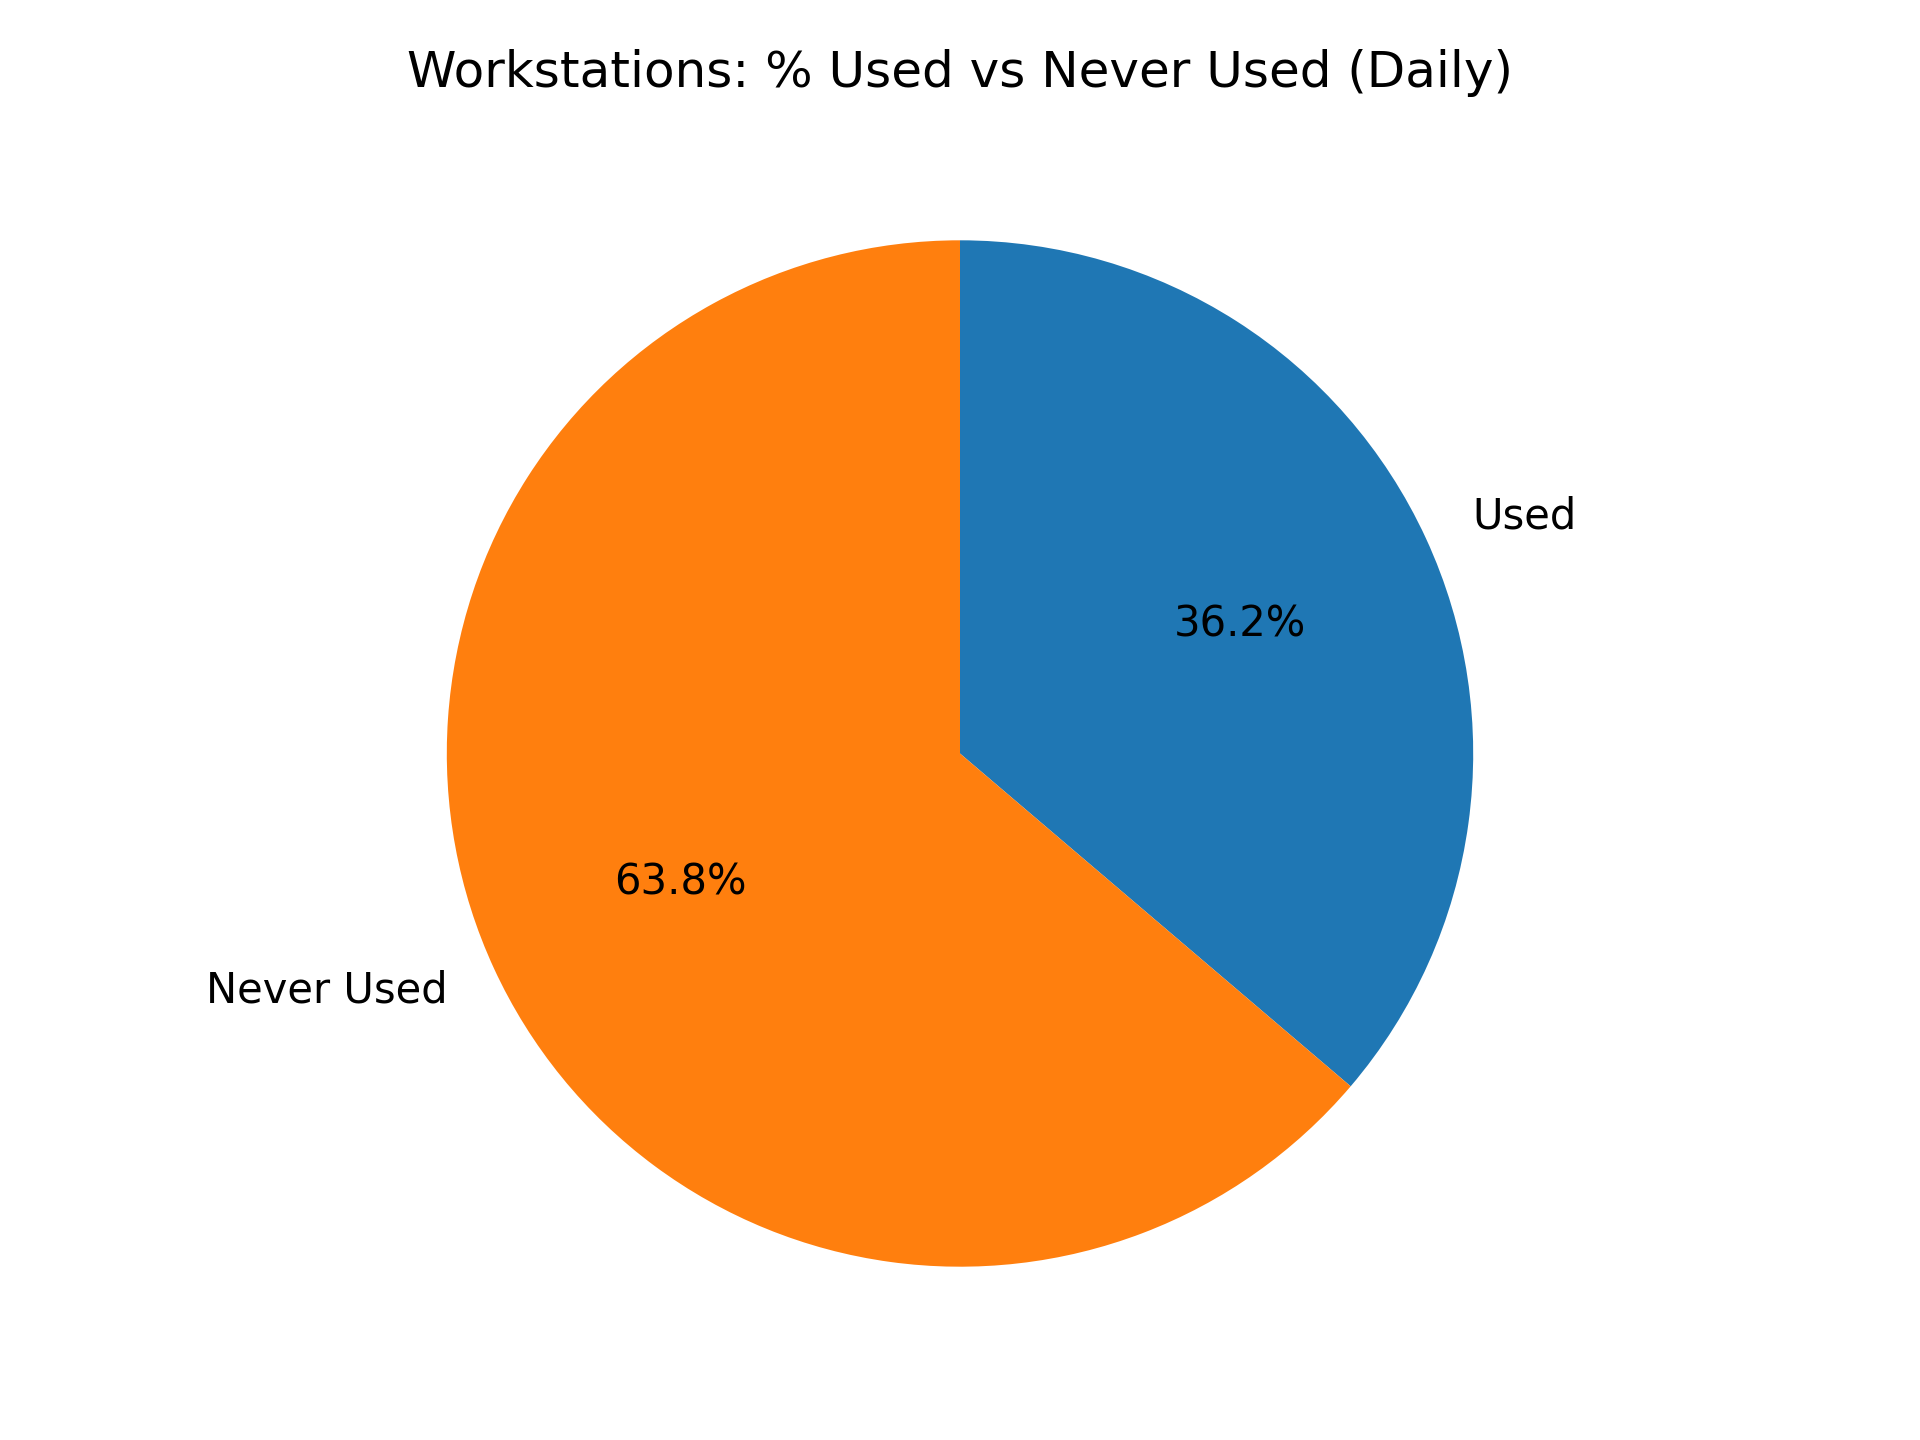 Workstations: % Used vs Never Used (Daily)
Used
36.2%
63.8%
Never Used